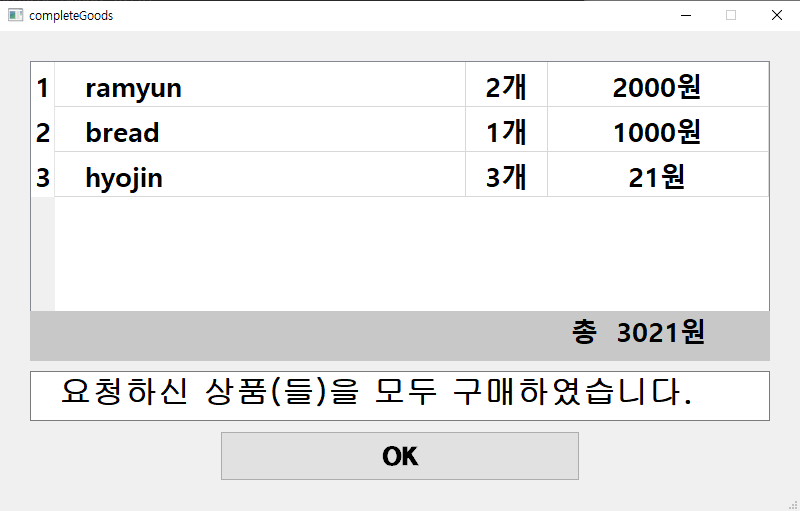 completeGoods
1 ramyun 2개 2000원
2 bread 1개 1000원
3 hyojin 3개 21원
총 3021원
요청하신 상품(들)을 모두 구매하였습니다.
OK